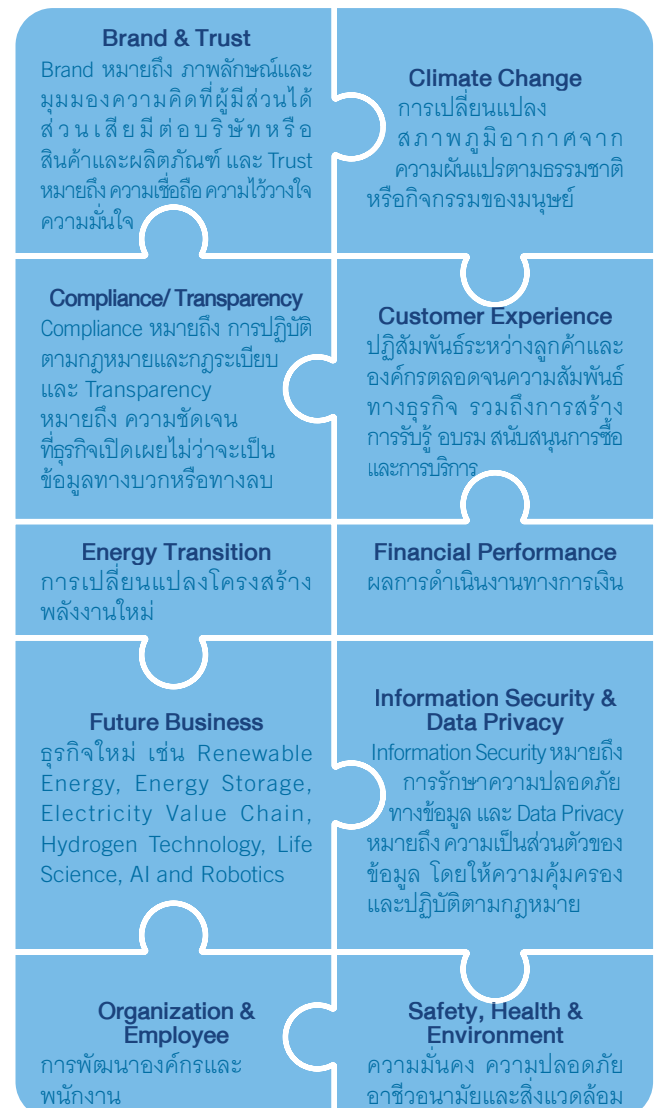 Brand & Trust
Brand หมายถึง ภาพลักษณ์และ
มุมมองความคิดที่ผู้มีส่วนได้
ส่วนเสียมีต่อบริษัทหรือ
สินค้าและผลิตภัณฑ์ และ Trust
หมายถึง ความเชื่อถือ ความไว้วางใจ
ความมั่นใจ
Climate Change
การเปลี่ยนแปลง
สภาพภูมิอากาศจาก
ความผันแปรตามธรรมชาติ
หรือกิจกรรมของมนุษย์
Compliance/ Transparency
Compliance หมายถึง การปฏิบัติ
ตามกฎหมายและกฎระเบียบ
และ Transparency
หมายถึง ความชัดเจน
ที่ธุรกิจเปิดเผยไม่ว่าจะเป็น
ข้อมูลทางบวกหรือทางลบ
Customer Experience
ปฏิสัมพันธ์ระหว่างลูกค้าและ
องค์กรตลอดจนความสัมพันธ์
ทางธุรกิจ รวมถึงการสร้าง
การรับรู้ อบรม สนับสนุนการซื้อ
และการบริการ
Energy Transition
การเปลี่ยนแปลงโครงสร้าง
พลังงานใหม่
Financial Performance
ผลการดำเนินงานทางการเงิน
Future Business
ธุรกิจใหม่ เช่น Renewable
Energy, Energy Storage,
Electricity Value Chain,
Hydrogen Technology, Life
Science, AI and Robotics
Information Security &
Data Privacy
Information Security หมายถึง
การรักษาความปลอดภัย
ทางข้อมูล และ Data Privacy
หมายถึง ความเป็นส่วนตัวของ
ข้อมูล โดยให้ความคุ้มครอง
และปฏิบัติตามกฎหมาย
Organization &
Employee
การพัฒนาองค์กรและ
พนักงาน
Safety, Health &
Environment
ความมั่นคง ความปลอดภัย
อาชีวอนามัยและสิ่งแวดล้อม